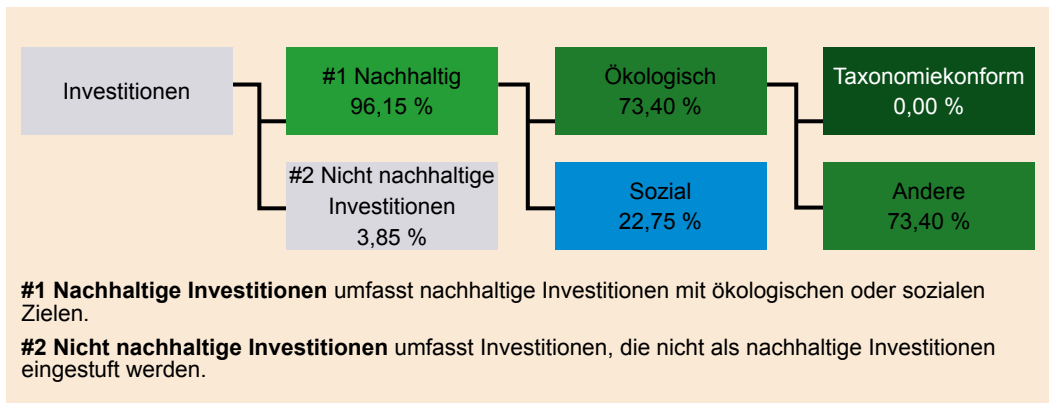 Investitionen
#1 Nachhaltig
96,15 %
Ökologisch
73,40 %
Taxonomiekonform
0,00 %
#2 Nicht nachhaltige
Investitionen
3,85 %
Sozial
22,75 %
Andere
73,40 %
#1 Nachhaltige Investitionen umfasst nachhaltige Investitionen mit ökologischen oder sozialen
Zielen.
#2 Nicht nachhaltige Investitionen umfasst Investitionen, die nicht als nachhaltige Investitionen
eingestuft werden.